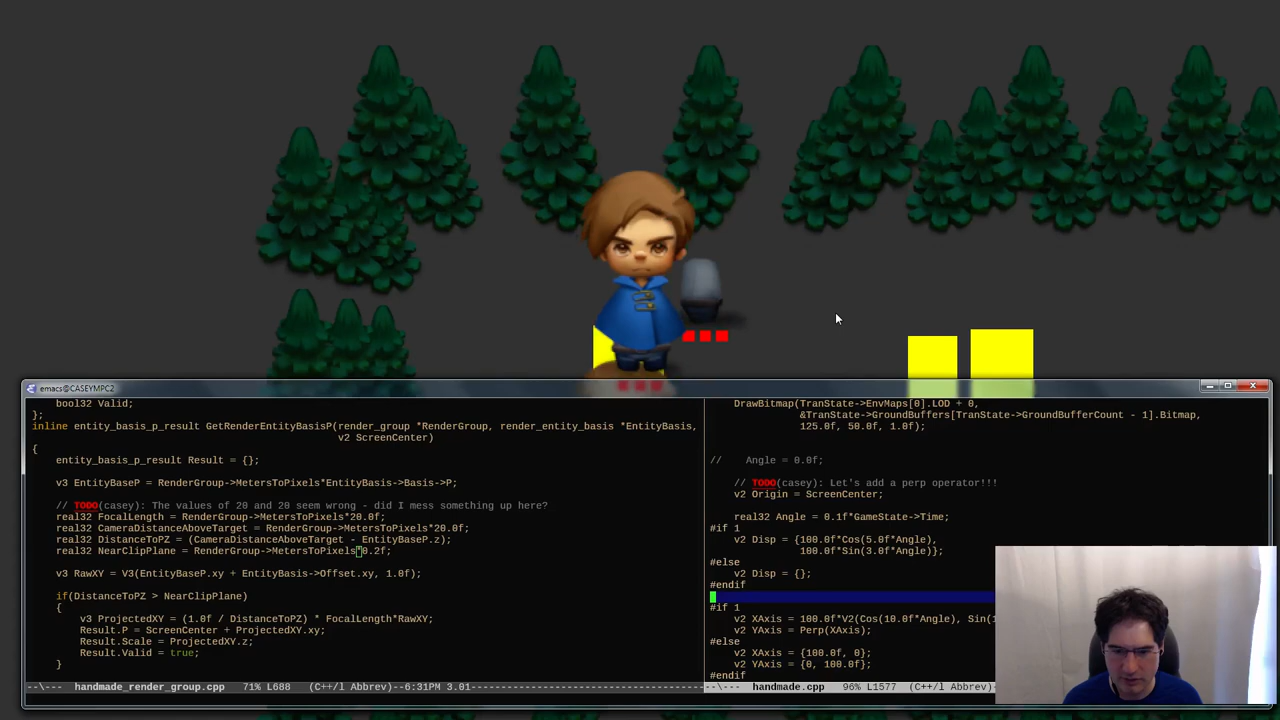 emacs@CASEYMPC2
    bool32 Valid;
};
inline entity_basis_p_result GetRenderEntityBasisP(render_group *RenderGroup, render_entity_basis *EntityBasis,
                                                   v2 ScreenCenter)
{
    entity_basis_p_result Result = {};
    v3 EntityBaseP = RenderGroup->MetersToPixels*EntityBasis->Basis->P;
    // TODO(casey): The values of 20 and 20 seem wrong - did I mess something up here?
    real32 FocalLength = RenderGroup->MetersToPixels*20.0f;
    real32 CameraDistanceAboveTarget = RenderGroup->MetersToPixels*20.0f;
    real32 DistanceToPZ = (CameraDistanceAboveTarget - EntityBaseP.z);
    real32 NearClipPlane = RenderGroup->MetersToPixels*0.2f;
    v3 RawXY = V3(EntityBaseP.xy + EntityBasis->Offset.xy, 1.0f);
    if(DistanceToPZ > NearClipPlane)
    {
        v3 ProjectedXY = (1.0f / DistanceToPZ) * FocalLength*RawXY;
        Result.P = ScreenCenter + ProjectedXY.xy;
        Result.Scale = ProjectedXY.z;
        Result.Valid = true;
    }
--\---  handmade_render_group.cpp   71% L688   (C++/l Abbrev)--6:31PM 3.01
    DrawBitmap(TranState->EnvMaps[0].LOD + 0,
               &TranState->GroundBuffers[TranState->GroundBufferCount - 1].Bitmap,
               125.0f, 50.0f, 1.0f);
//    Angle = 0.0f;
    // TODO(casey): Let's add a perp operator!!!
    v2 Origin = ScreenCenter;
    real32 Angle = 0.1f*GameState->Time;
#if 1
    v2 Disp = {100.0f*Cos(5.0f*Angle),
               100.0f*Sin(3.0f*Angle)};
#else
    v2 Disp = {};
#endif
#if 1
    v2 XAxis = 100.0f*V2(Cos(10.0f*Angle), Sin(1
    v2 YAxis = Perp(XAxis);
#else
    v2 XAxis = {100.0f, 0};
    v2 YAxis = {0, 100.0f};
#endif
--\---  handmade.cpp   96% L1577  (C++/l Abbrev)